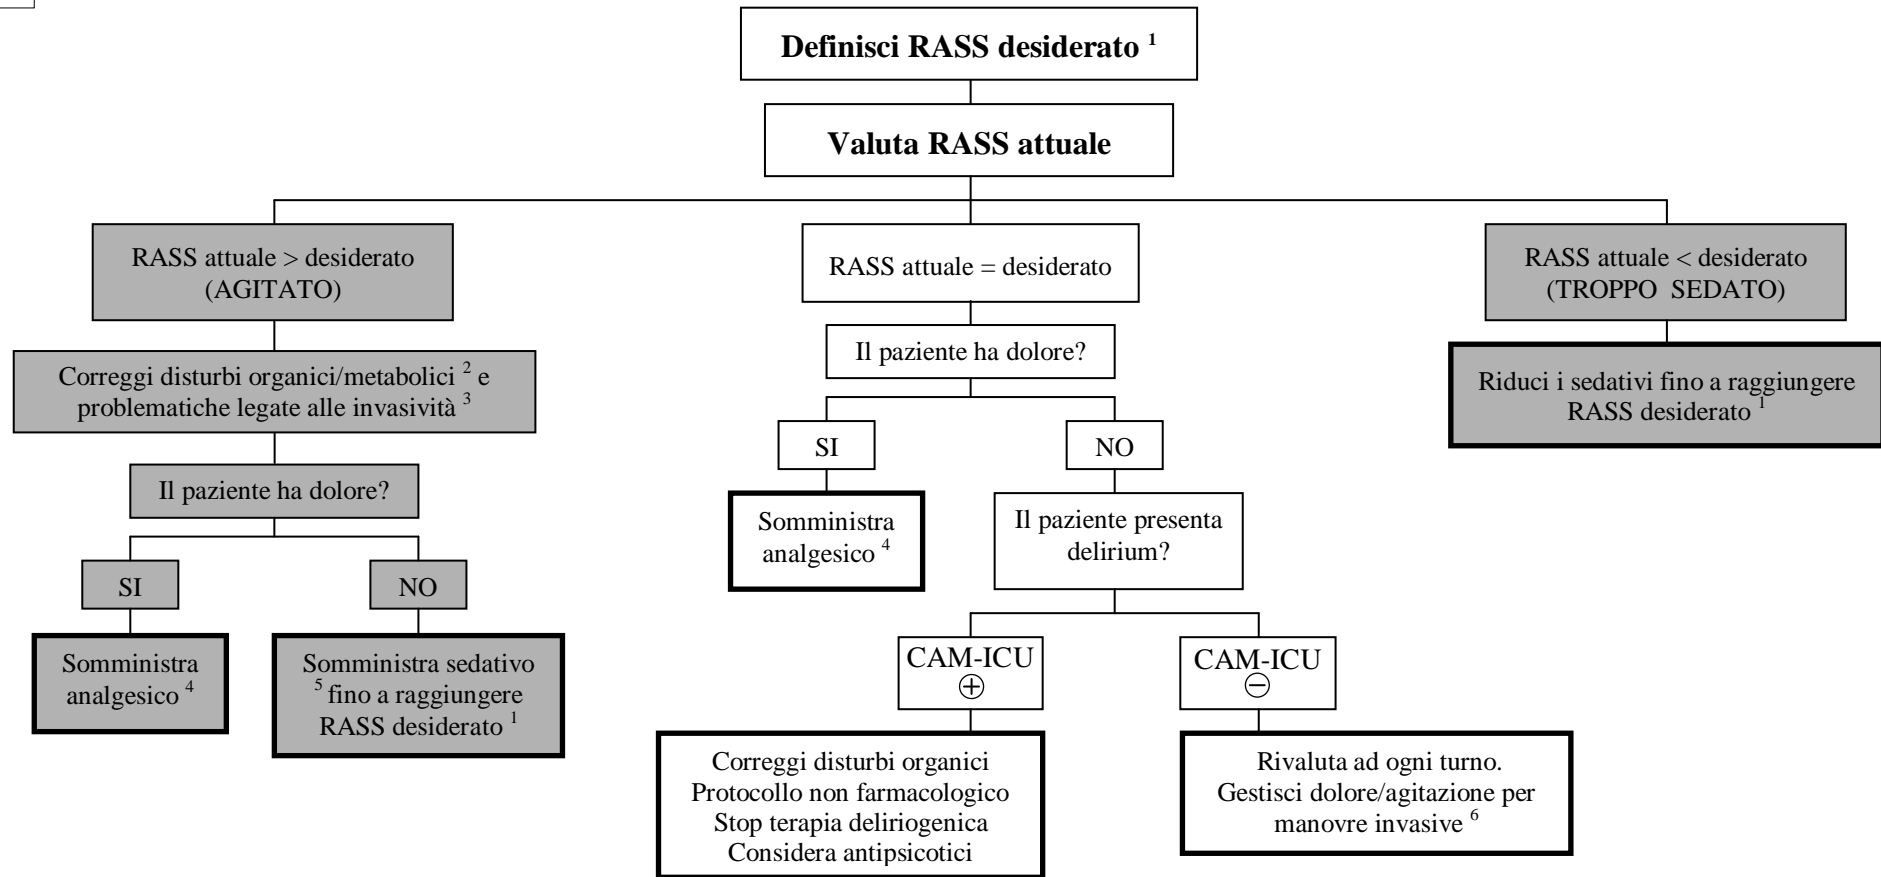 Definisci RASS desiderato 1
Valuta RASS attuale
RASS attuale > desiderato
(AGITATO)
RASS attuale = desiderato
RASS attuale < desiderato
(TROPPO SEDATO)
Correggi disturbi organici/metabolici 2 e
problematiche legate alle invasività 3
Il paziente ha dolore?
Riduci i sedativi fino a raggiungere
RASS desiderato 1
Il paziente ha dolore?
SI
NO
SI
NO
Somministra
analgesico 4
Il paziente presenta
delirium?
Somministra
analgesico 4
Somministra sedativo
5 fino a raggiungere
RASS desiderato 1
CAM-ICU
⊕
CAM-ICU
⊖
Correggi disturbi organici
Protocollo non farmacologico
Stop terapia deliriogenica
Considera antipsicotici
Rivaluta ad ogni turno.
Gestisci dolore/agitazione per
manovre invasive 6